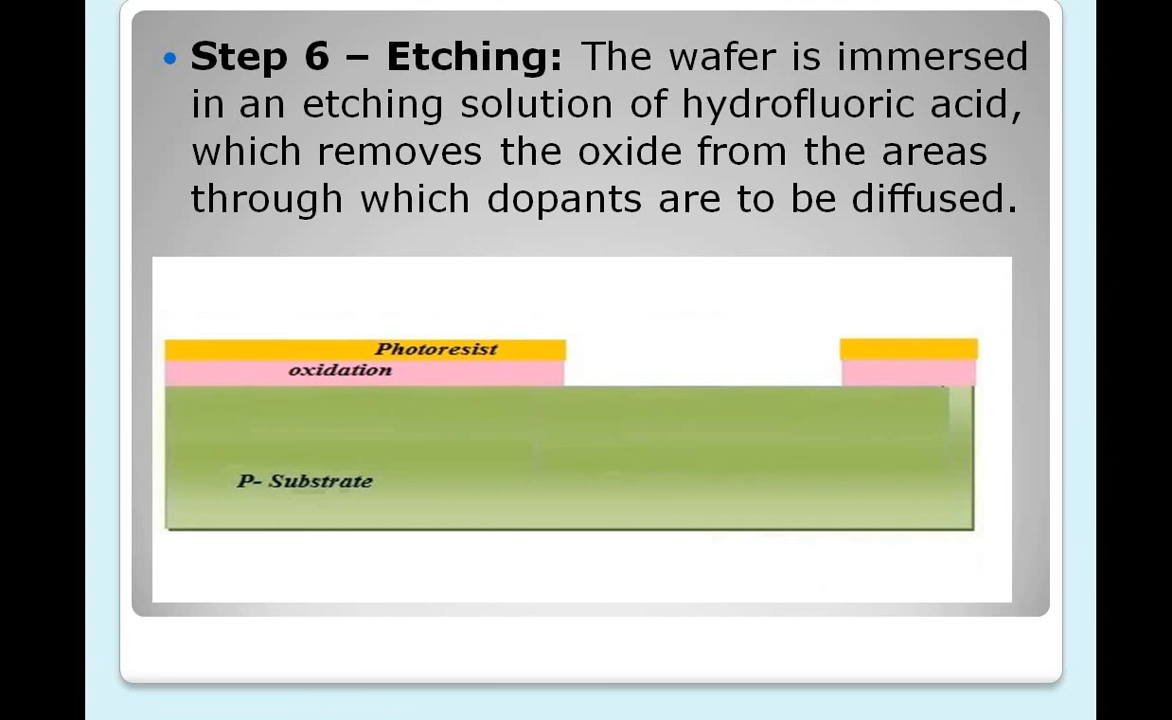 • Step 6 – Etching: The wafer is immersed
in an etching solution of hydrofluoric acid,
which removes the oxide from the areas
through which dopants are to be diffused.
Photoresist
oxidation
P- Substrate